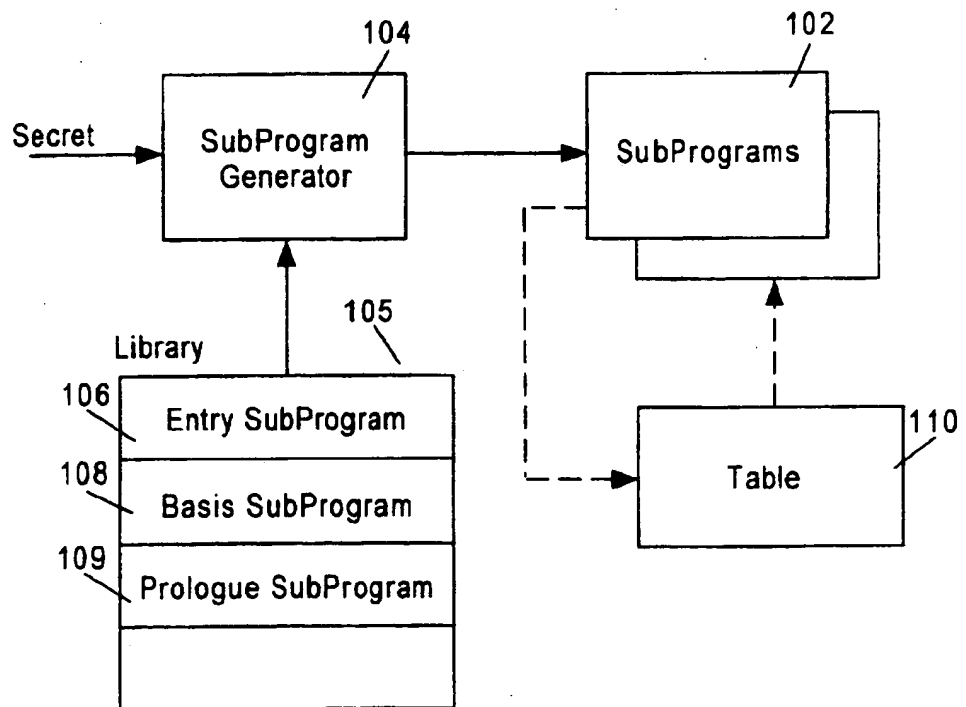 104
102
Secret
SubProgram
Generator
SubPrograms
105
Library
106
Entry SubProgram
110
108
Basis SubProgram
Table
109
Prologue SubProgram